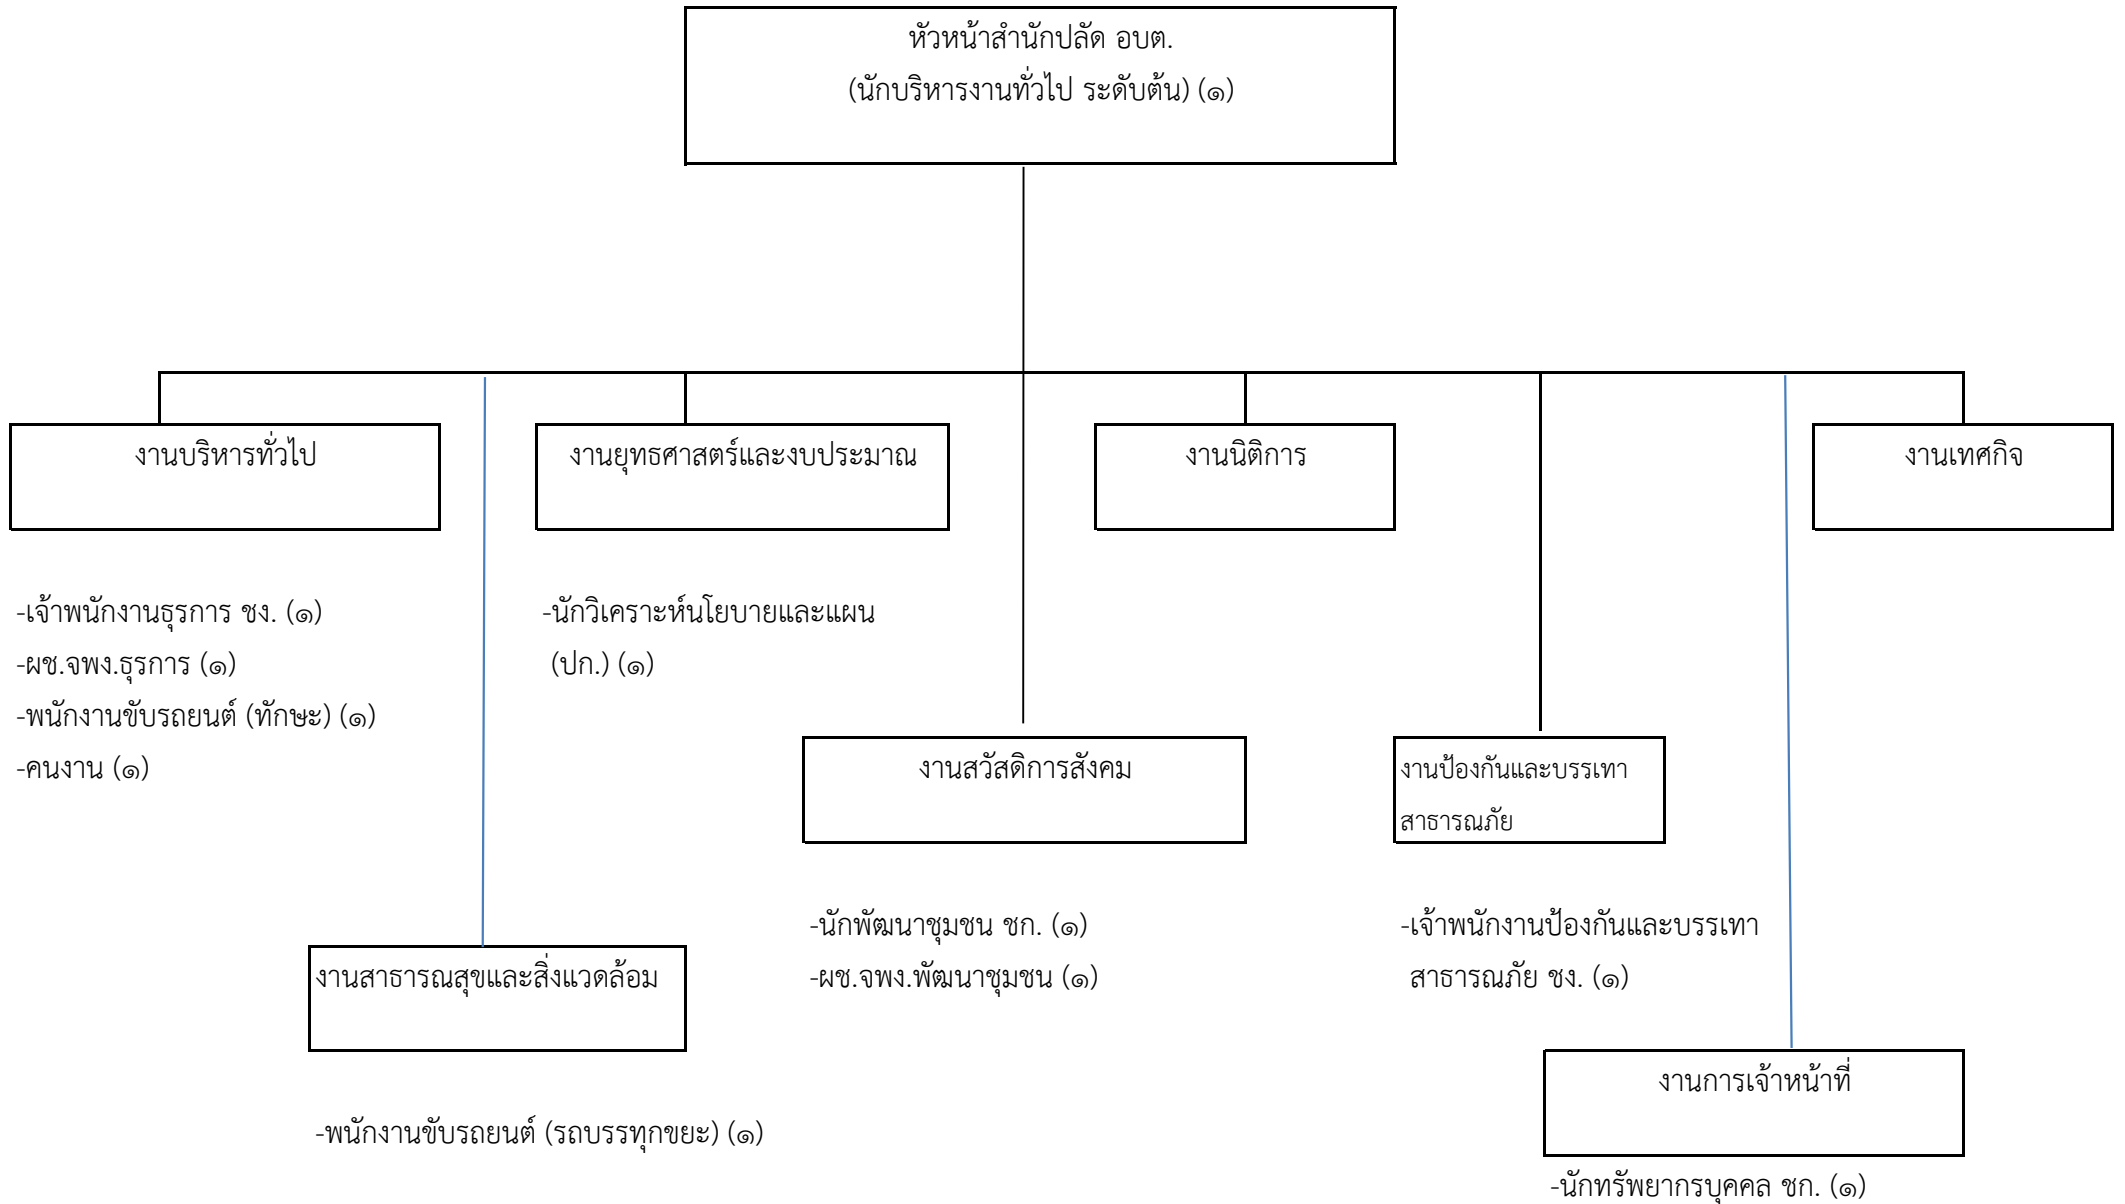 หัวหน้าสำนักปลัด อบต.
(นักบริหารงานทั่วไป ระดับต้น) (๑)
งานบริหารทั่วไป
งานยุทธศาสตร์และงบประมาณ
งานนิติการ
งานเทศกิจ
-เจ้าพนักงานธุรการ ชง. (๑)
-ผช.จพง.ธุรการ (๑)
-พนักงานขับรถยนต์ (ทักษะ) (๑)
-คนงาน (๑)
-นักวิเคราะห์นโยบายและแผน
(ปก.) (๑)
งานสวัสดิการสังคม
งานป้องกันและบรรเทา
สาธารณภัย
-นักพัฒนาชุมชน ชก. (๑)
-ผช.จพง.พัฒนาชุมชน (๑)
-เจ้าพนักงานป้องกันและบรรเทา
สาธารณภัย ชง. (๑)
งานสาธารณสุขและสิ่งแวดล้อม
-พนักงานขับรถยนต์ (รถบรรทุกขยะ) (๑)
งานการเจ้าหน้าที่
-นักทรัพยากรบุคคล ชก. (๑)